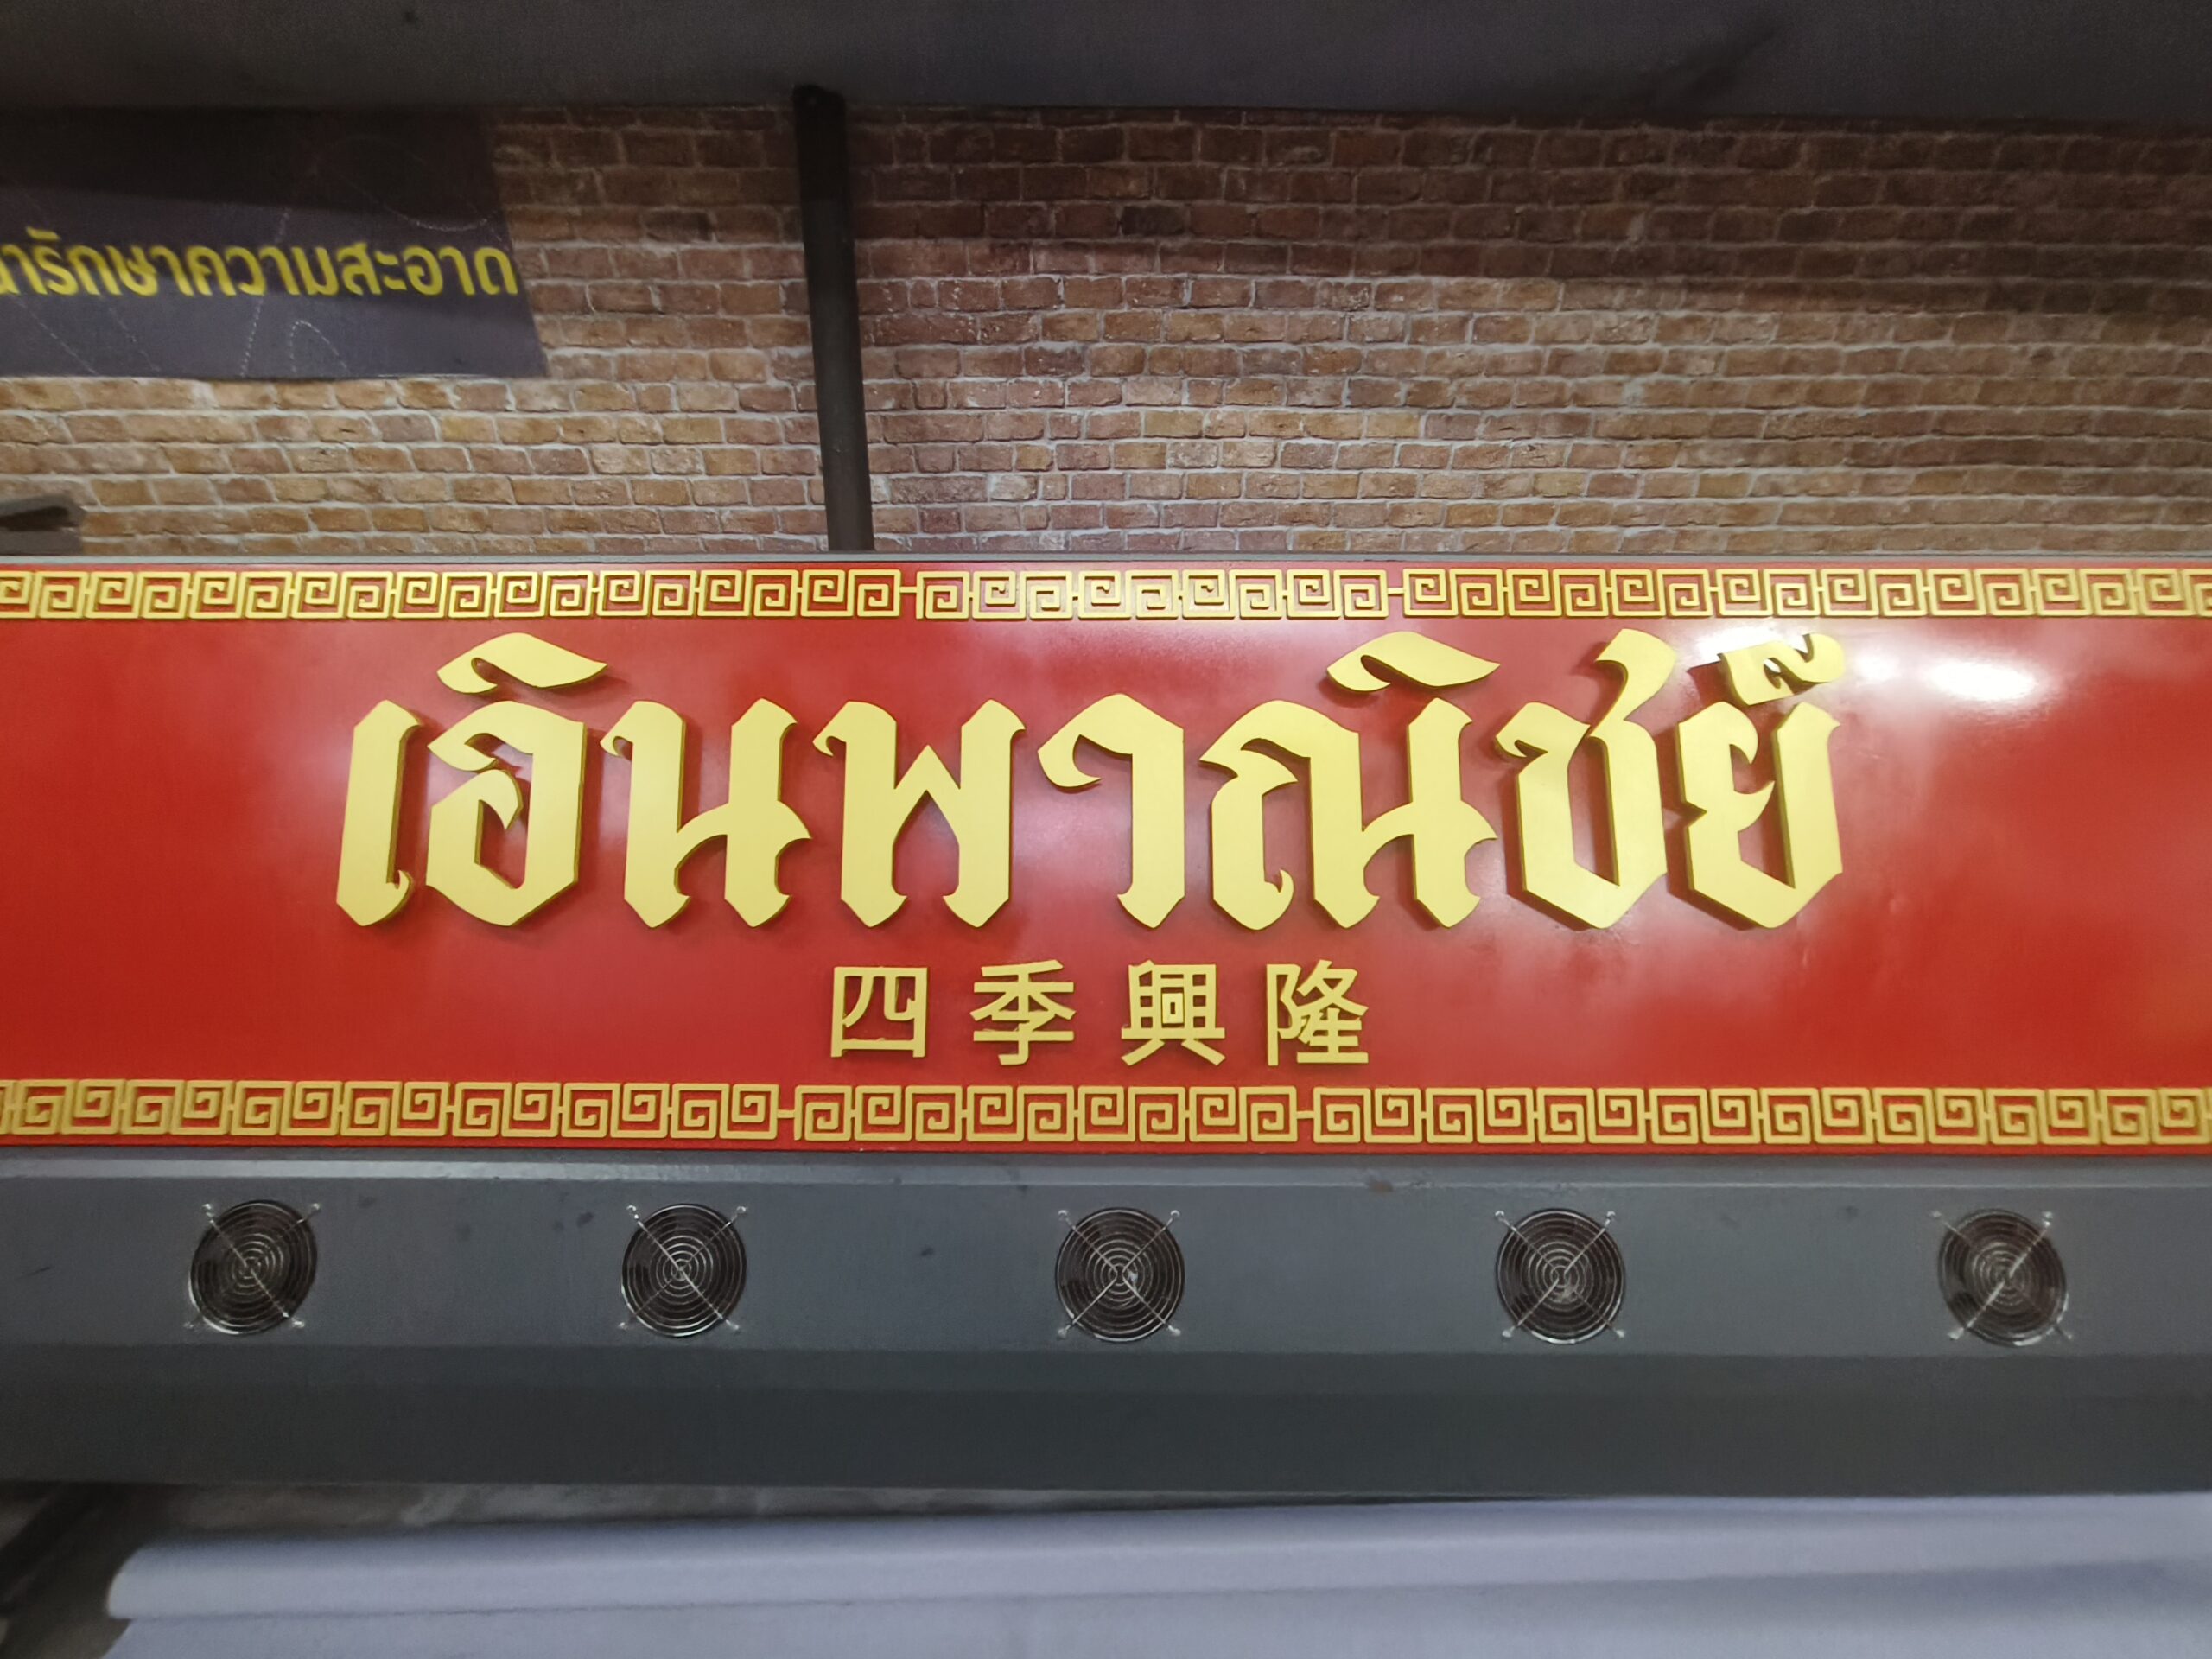 รักษาความสะอาด
เอินพาณิชย์
四季興隆